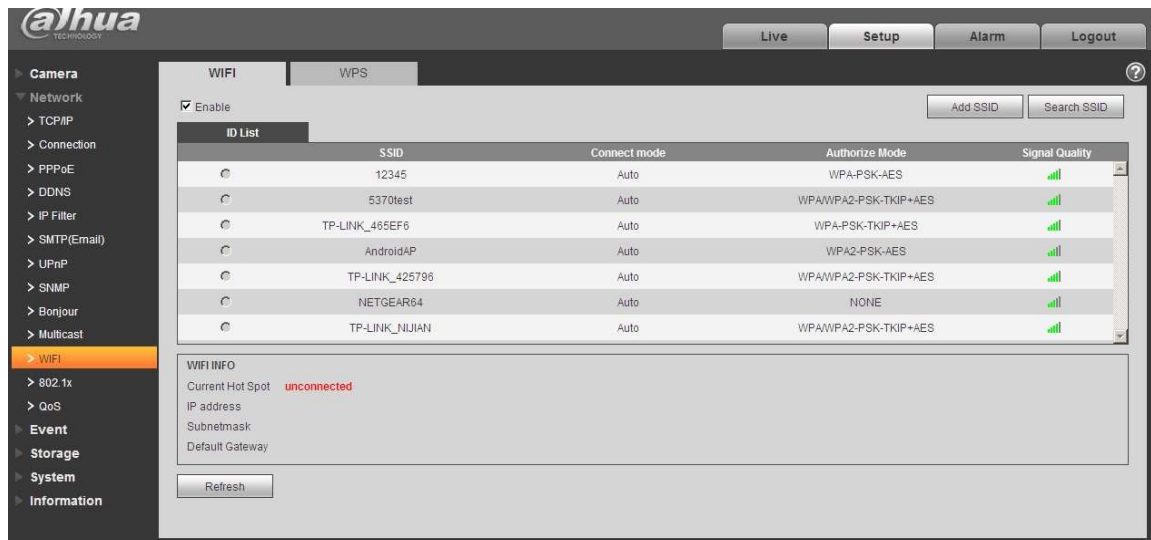 alhua
TECHNOLOGY
Live Setup Alarm Logout
Camera
Network
> TCP/IP
> Connection
> PPPoE
> DDNS
> IP Filter
> SMTP(Email)
> UPnP
> SNMP
> Bonjour
> Multicast
> WIFI
> 802.1x
> QoS
Event
Storage
System
Information
WIFI WPS
?
Enable Add SSID Search SSID
ID List
SSID Connect mode Authorize Mode Signal Quality
12345 Auto WPA-PSK-AES
5370test Auto WPA/WPA2-PSK-TKIP+AES
TP-LINK_465EF6 Auto WPA-PSK-TKIP+AES
AndroidAP Auto WPA2-PSK-AES
TP-LINK_425796 Auto WPA/WPA2-PSK-TKIP+AES
NETGEAR64 Auto NONE
TP-LINK_NIJIAN Auto WPA/WPA2-PSK-TKIP+AES
WIFI INFO
Current Hot Spot unconnected
IP address
Subnetmask
Default Gateway
Refresh